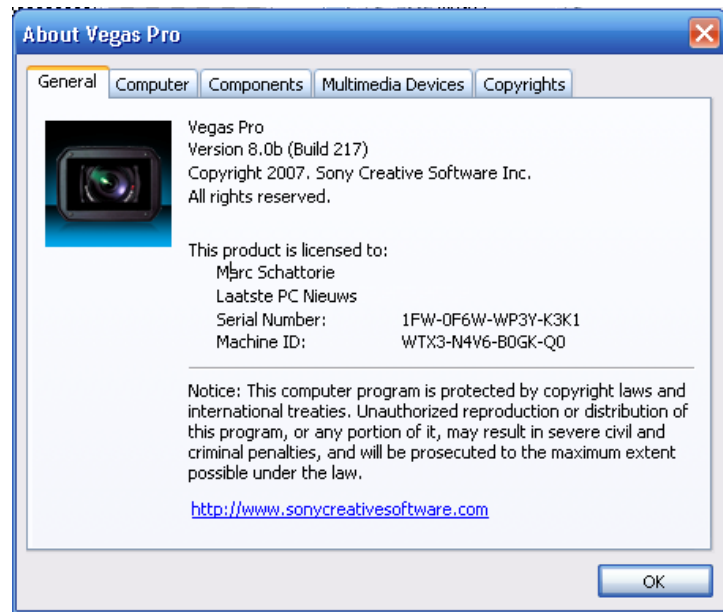 About Vegas Pro
General Computer Components Multimedia Devices Copyrights
Vegas Pro
Version 8.0b (Build 217)
Copyright 2007. Sony Creative Software Inc.
All rights reserved.
This product is licensed to:
Marc Schattorie
Laatste PC Nieuws
Serial Number: 1FW-0F6W-WP3Y-K3K1
Machine ID: WTX3-N4V6-B0GK-Q0
Notice: This computer program is protected by copyright laws and
international treaties. Unauthorized reproduction or distribution of
this program, or any portion of it, may result in severe civil and
criminal penalties, and will be prosecuted to the maximum extent
possible under the law.
http://www.sonycreativesoftware.com
OK